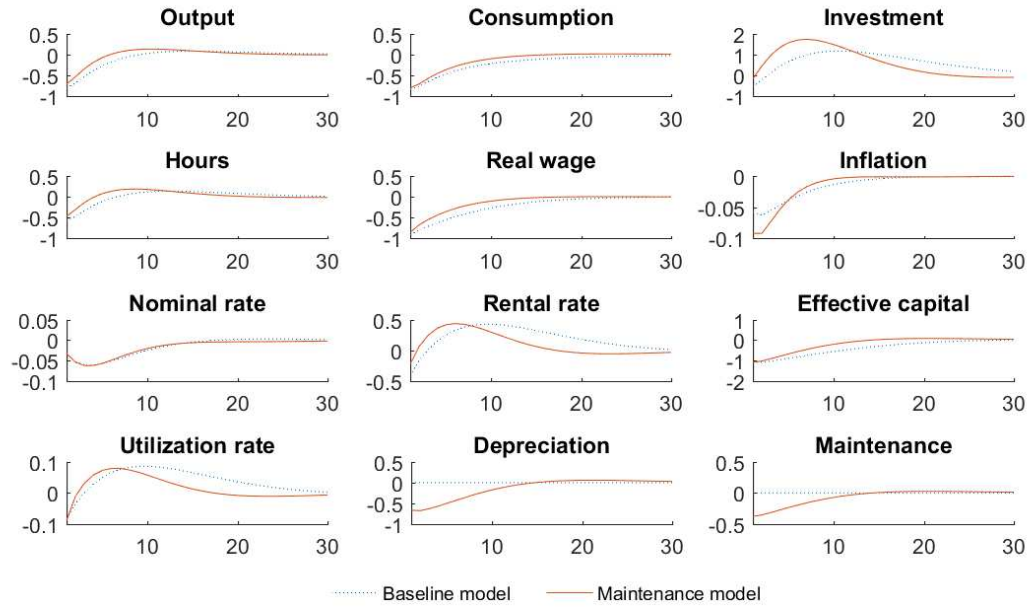 Output
0.5
0
-0.5
-1
10 20 30
Consumption
0.5
0
-0.5
-1
10 20 30
Investment
2
1
0
-1
10 20 30
Hours
0.5
0
-0.5
-1
10 20 30
Real wage
0.5
0
-0.5
-1
10 20 30
Inflation
0
-0.05
-0.1
10 20 30
Nominal rate
0.05
0
-0.05
-0.1
10 20 30
Rental rate
0.5
0
-0.5
10 20 30
Effective capital
1
0
-1
-2
10 20 30
Utilization rate
0.1
0
-0.1
10 20 30
Depreciation
0.5
0
-0.5
-1
10 20 30
Maintenance
0.5
0
-0.5
10 20 30
Baseline model Maintenance model